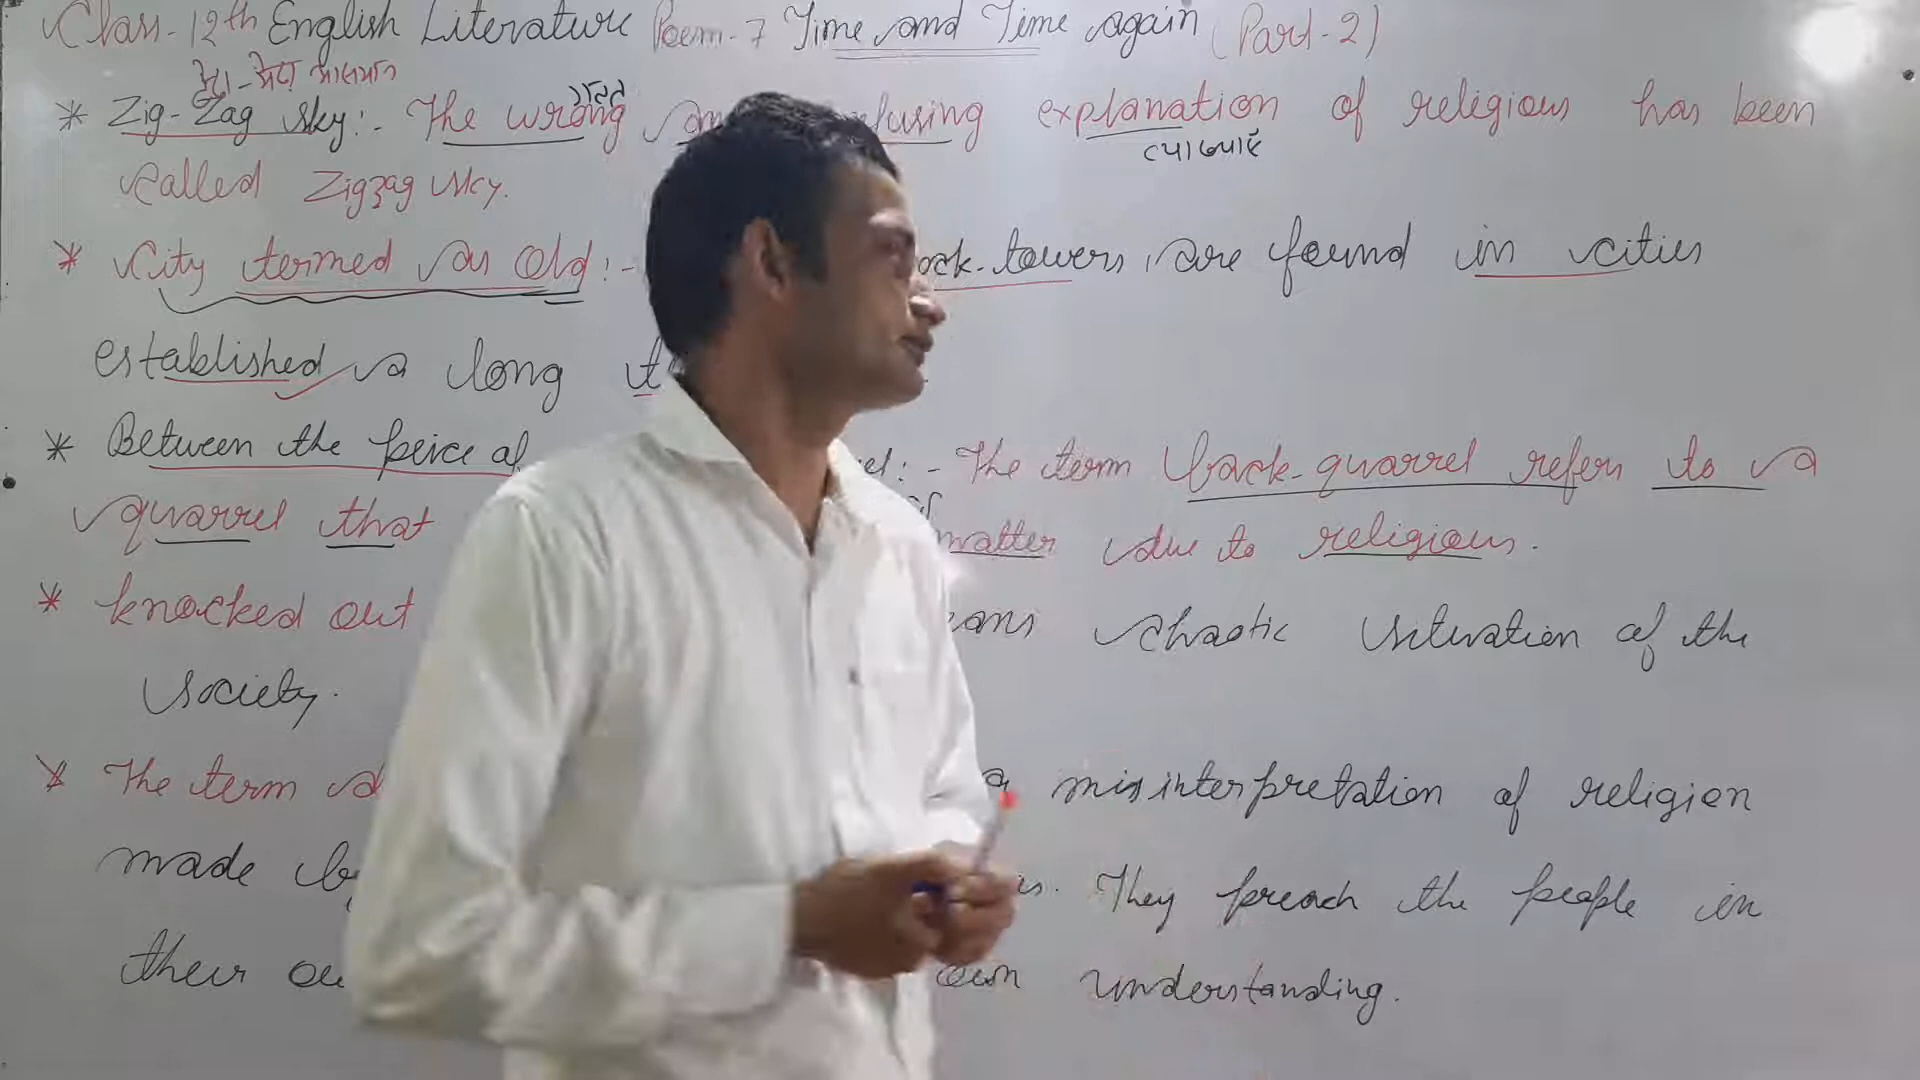 Class-12th English Literature Poem-7 Time and Time again (Part-2)
* Zig-Zag sky:- The wrong explanation of religious has been
called Zigzag sky.
* City termed as Old:- towers, are found in cities
established a long
* Between the peice of :- The term back-quarrel refers to a
quarrel that matter due to religious.
* knocked out chaotic situation of the
society.
* The term a misinterpretation of religion
made They preach the people in
their own understanding.